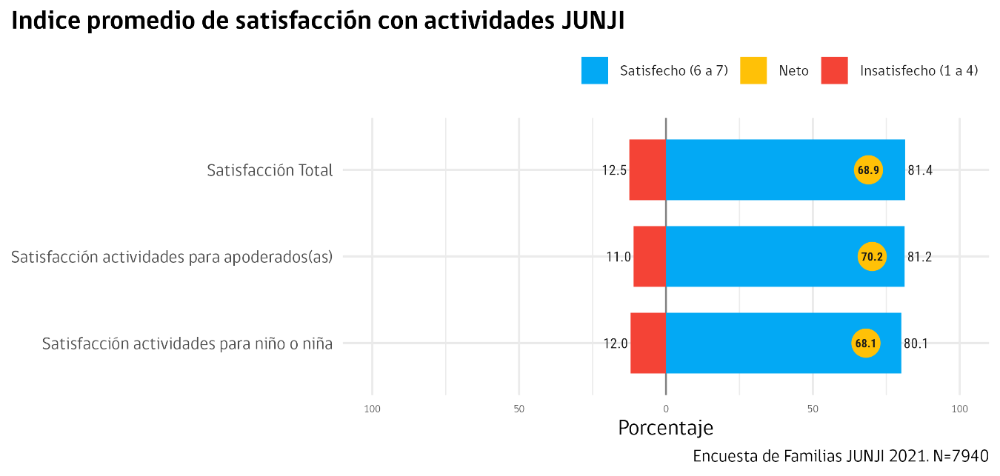 Indice promedio de satisfacción con actividades JUNJI
Satisfecho (6 a 7) Neto Insatisfecho (1 a 4)
Satisfacción Total 12.5 68.9 81.4
Satisfacción actividades para apoderados(as) 11.0 70.2 81.2
Satisfacción actividades para niño o niña 12.0 68.1 80.1
100 50 0 50 100
Porcentaje
Encuesta de Familias JUNJI 2021. N=7940